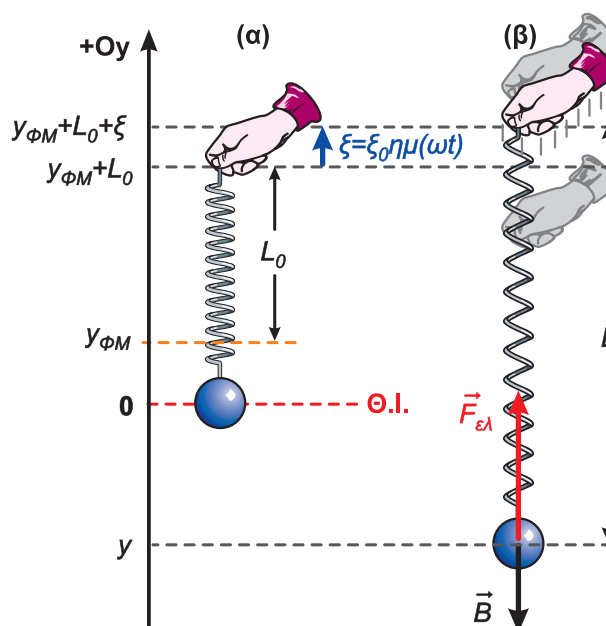 +Oy
(α)
(β)
y_ΦΜ+L_0+ξ
ξ=ξ_0ημ(ωt)
y_ΦΜ+L_0
L_0
y_ΦΜ
0
Θ.Ι.
F_ελ
y
B